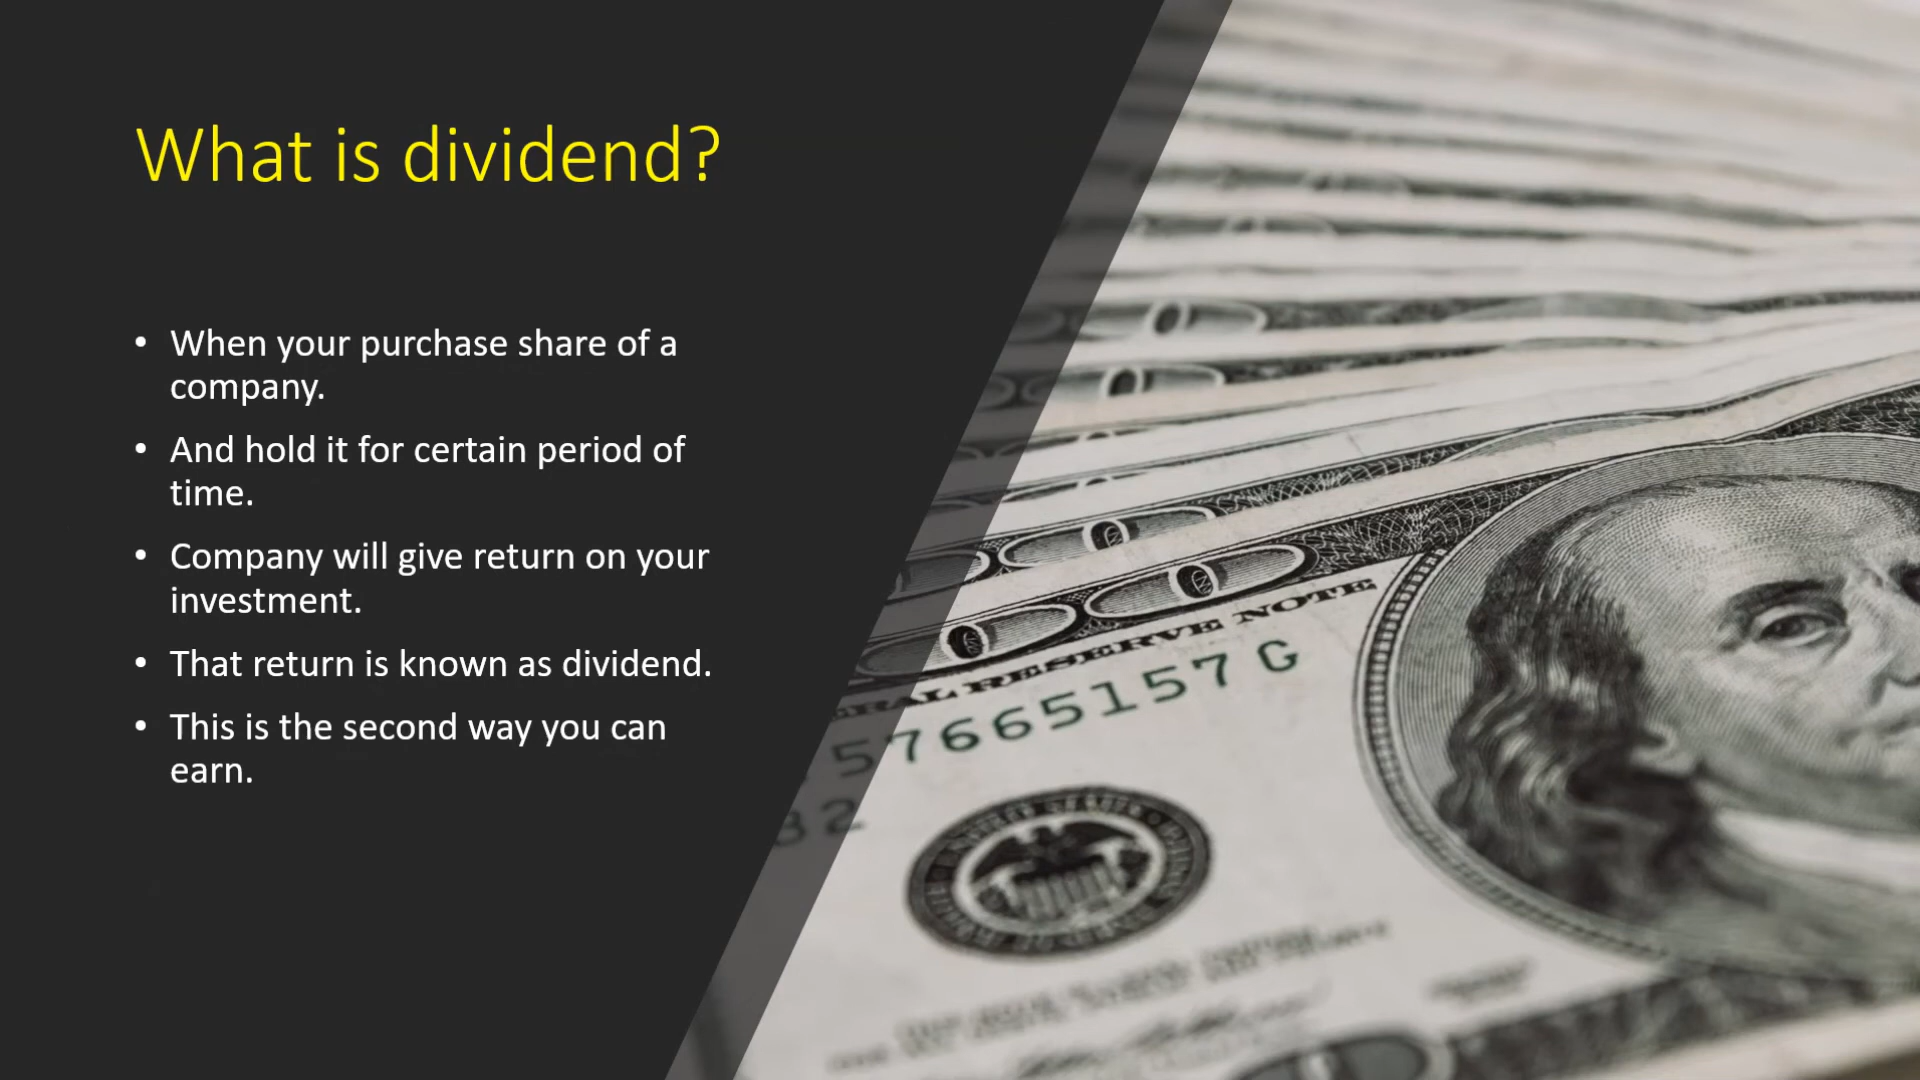 What is dividend?
• When your purchase share of a
company.
• And hold it for certain period of
time.
• Company will give return on your
investment.
• That return is known as dividend.
• This is the second way you can
earn.
RESERVE NOTE
57665157 G